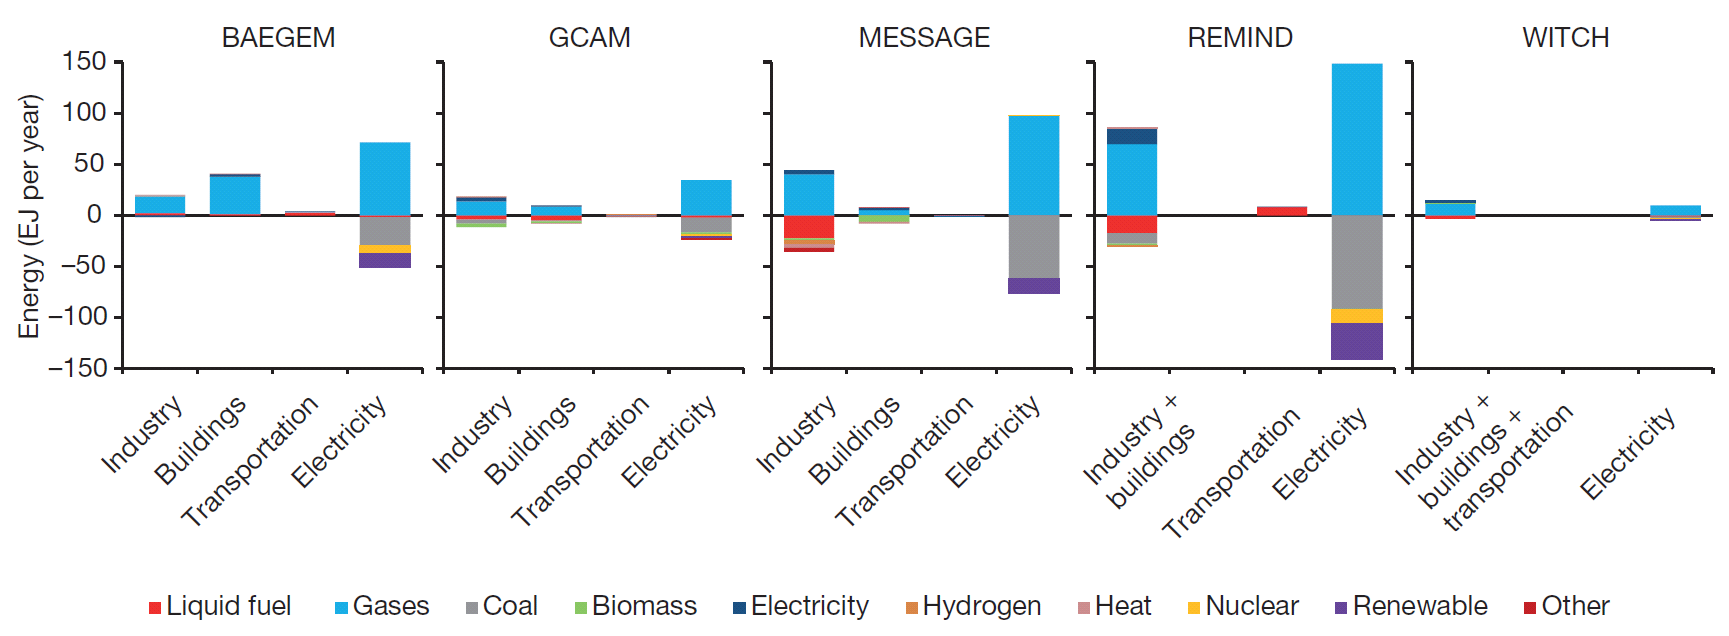 BAEGEM
GCAM
MESSAGE
REMIND
WITCH
Energy (EJ per year)
150
100
50
0
−50
−100
−150
Industry
Buildings
Transportation
Electricity
Industry
Buildings
Transportation
Electricity
Industry
Buildings
Transportation
Electricity
Industry +
buildings
Transportation
Electricity
Industry +
buildings +
transportation
Electricity
Liquid fuel Gases Coal Biomass Electricity Hydrogen Heat Nuclear Renewable Other